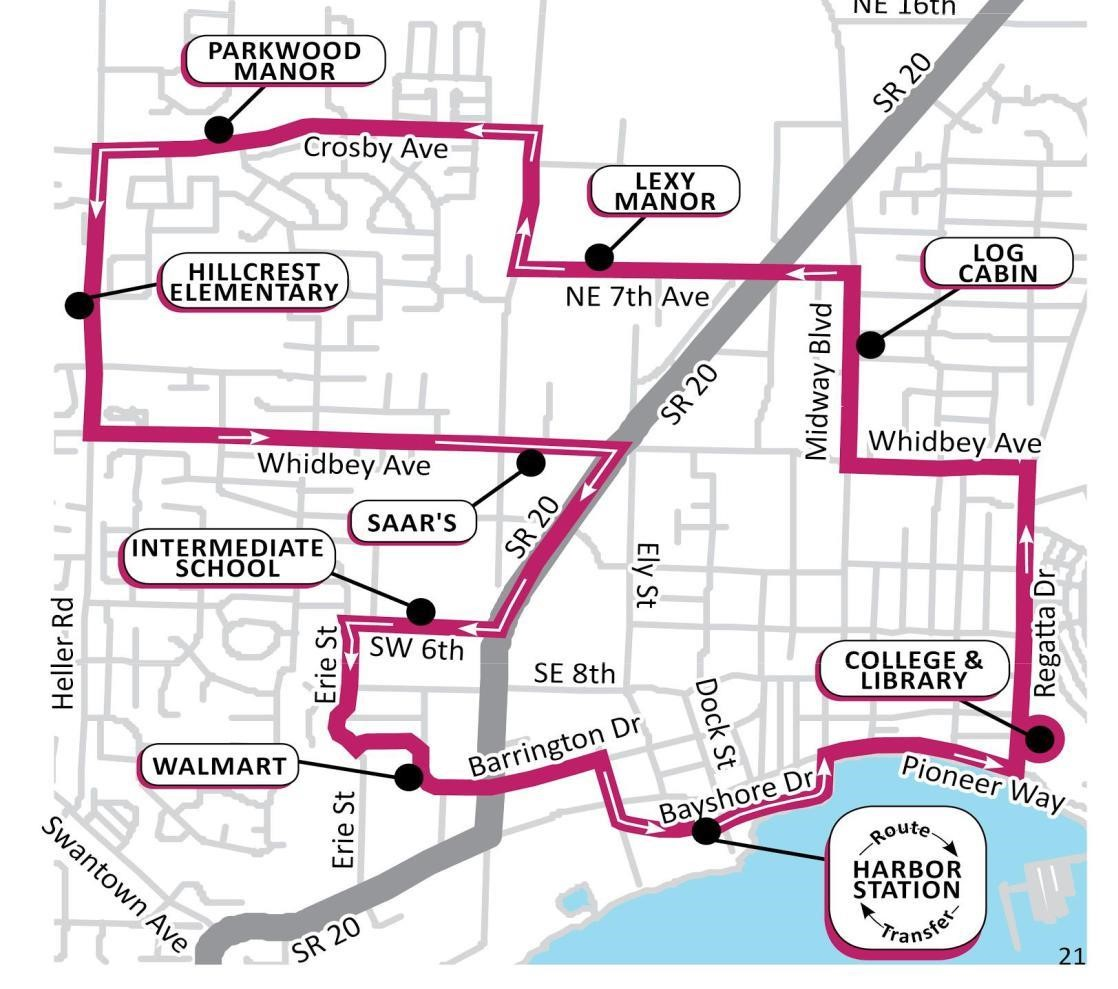 NE 16th
SR 20
PARKWOOD
MANOR
Crosby Ave
LEXY
MANOR
LOG
CABIN
HILLCREST
ELEMENTARY
NE 7th Ave
Midway Blvd
SR 20
Whidbey Ave
Whidbey Ave
SAAR'S
SR 20
INTERMEDIATE
SCHOOL
Ely St
Heller Rd
Erie St
SW 6th
SE 8th
Regatta Dr
COLLEGE &
LIBRARY
Dock St
WALMART
Barrington Dr
Bayshore Dr
Pioneer Way
Erie St
Swantown Ave
Route
HARBOR
STATION
Transfer
SR 20
21